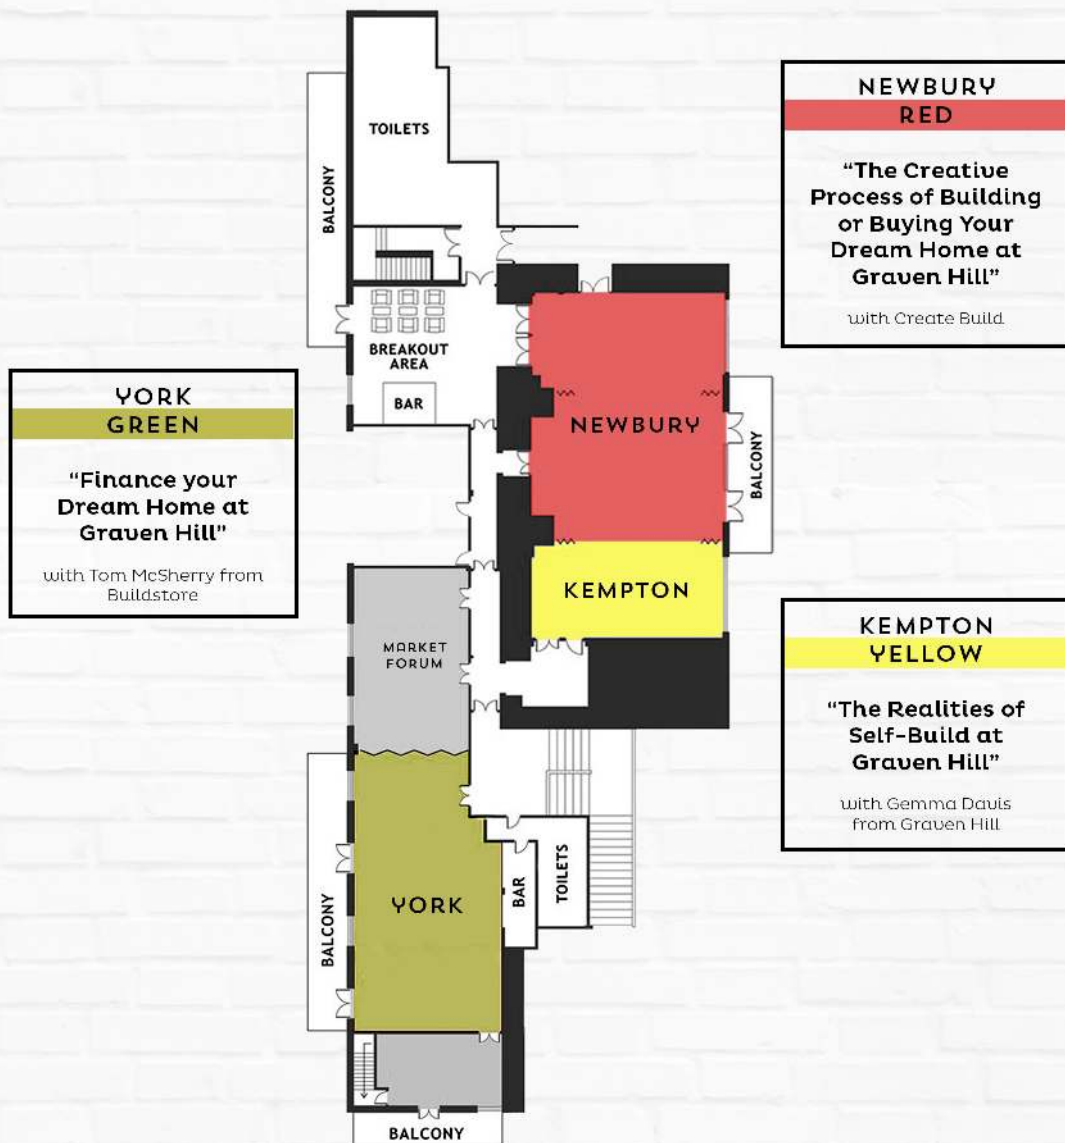 TOILETS
BALCONY
BREAKOUT
AREA
BAR
NEWBURY
RED
“The Creative
Process of Building
or Buying Your
Dream Home at
Graven Hill”
with Create Build
YORK
GREEN
“Finance your
Dream Home at
Graven Hill”
with Tom McSherry from
Buildstore
NEWBURY
BALCONY
KEMPTON
MARKET
FORUM
KEMPTON
YELLOW
“The Realities of
Self-Build at
Graven Hill”
with Gemma Davis
from Graven Hill
YORK
BALCONY
BAR
TOILETS
BALCONY